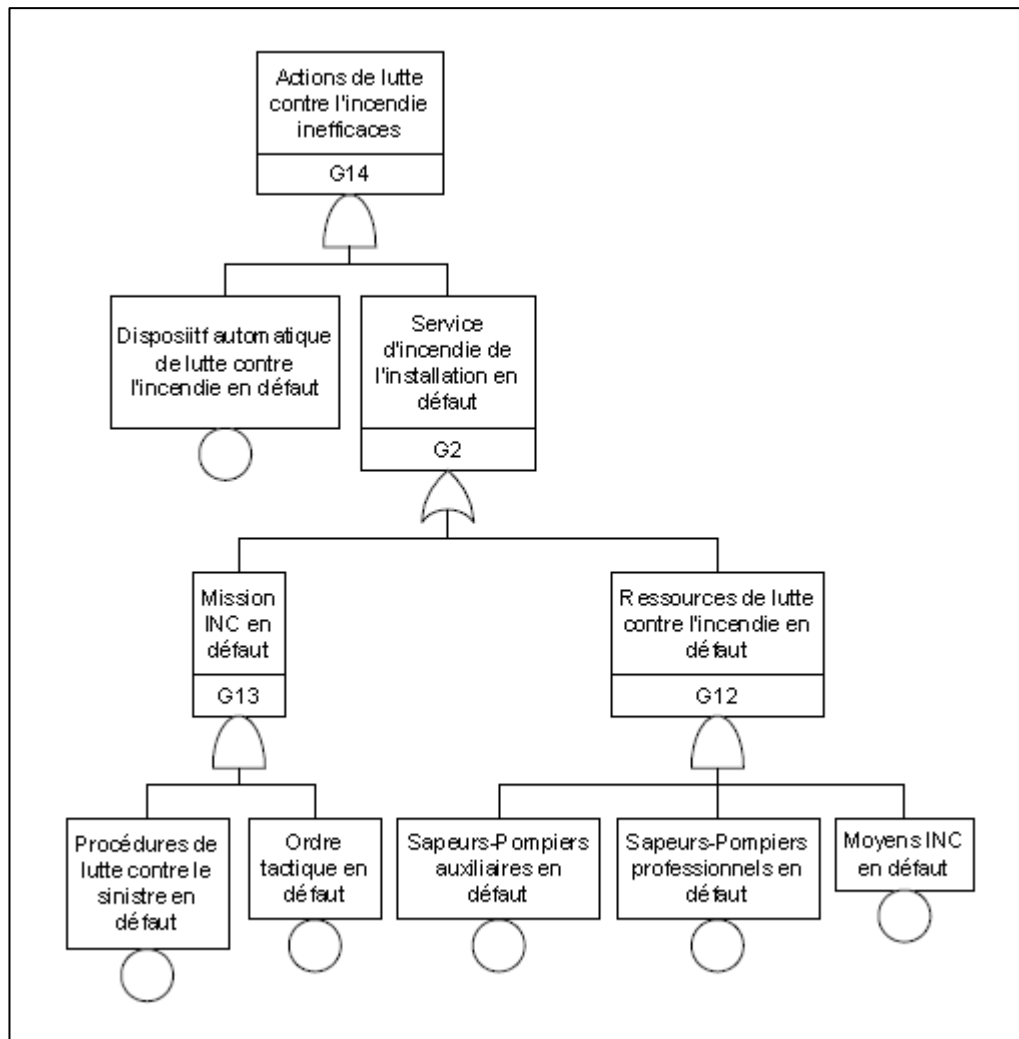 Actions de lutte
contre l'incendie
inefficaces
G14
Disposiitf automatique
de lutte contre
l'incendie en défaut
Service
d'incendie de
l'installation en
défaut
G2
Mission
INC en
défaut
G13
Ressources de lutte
contre l'incendie en
défaut
G12
Procédures de
lutte contre le
sinistre en
défaut
Ordre
tactique en
défaut
Sapeurs-Pompiers
auxiliaires en
défaut
Sapeurs-Pompiers
professionnels en
défaut
Moyens INC
en défaut